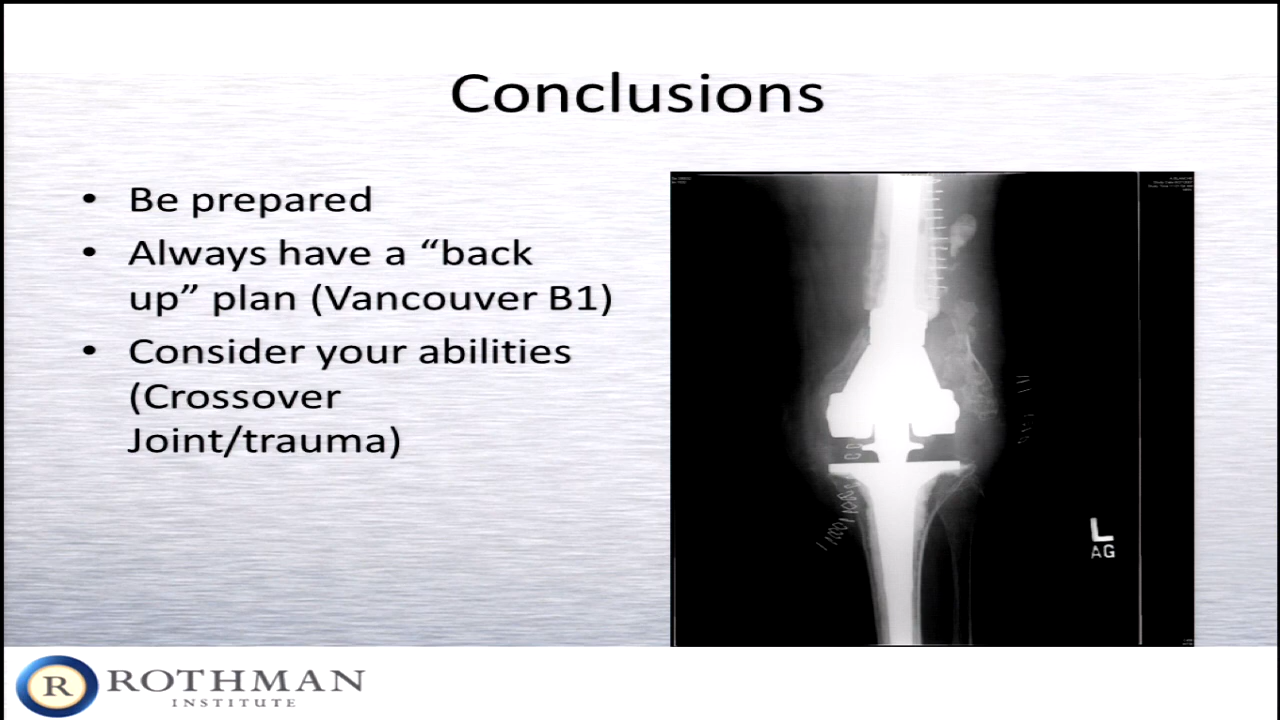 Conclusions
• Be prepared
• Always have a “back
up” plan (Vancouver B1)
• Consider your abilities
(Crossover
Joint/trauma)
L
AG
R ROTHMAN
INSTITUTE